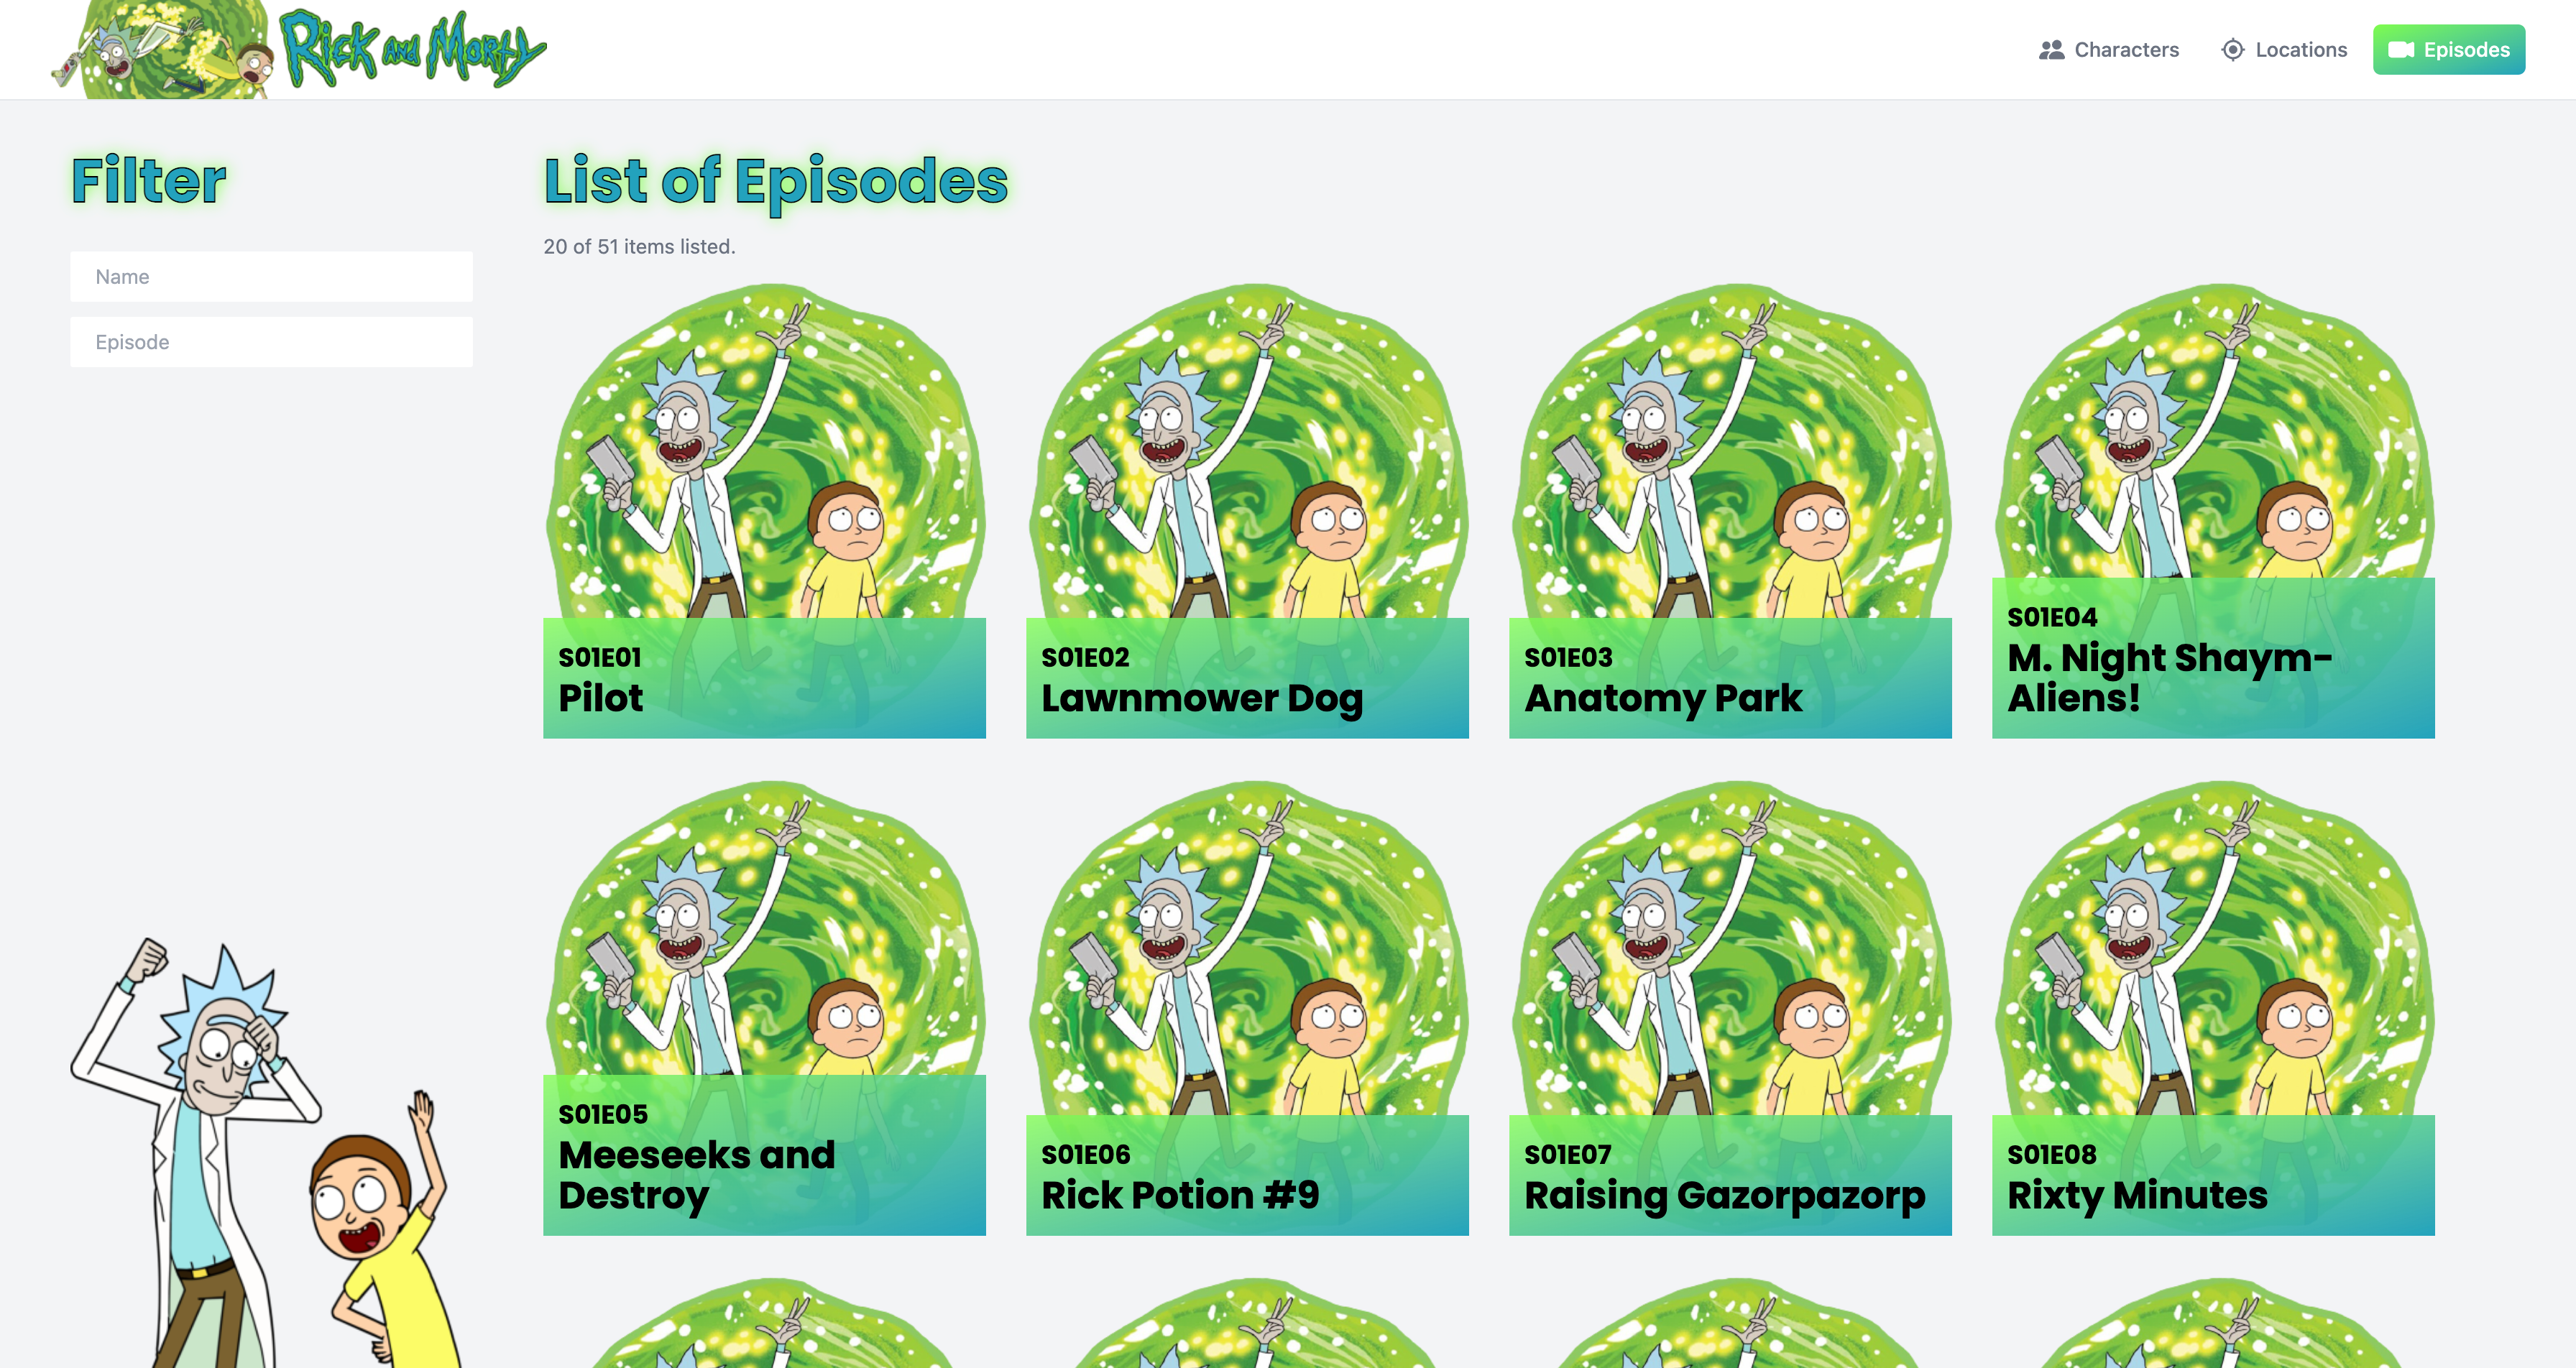 Rick and Morty
Characters
Locations
Episodes
Filter
Name
Episode
List of Episodes
20 of 51 items listed.
S01E01
Pilot
S01E02
Lawnmower Dog
S01E03
Anatomy Park
S01E04
M. Night Shaym-
Aliens!
S01E05
Meeseeks and
Destroy
S01E06
Rick Potion #9
S01E07
Raising Gazorpazorp
S01E08
Rixty Minutes